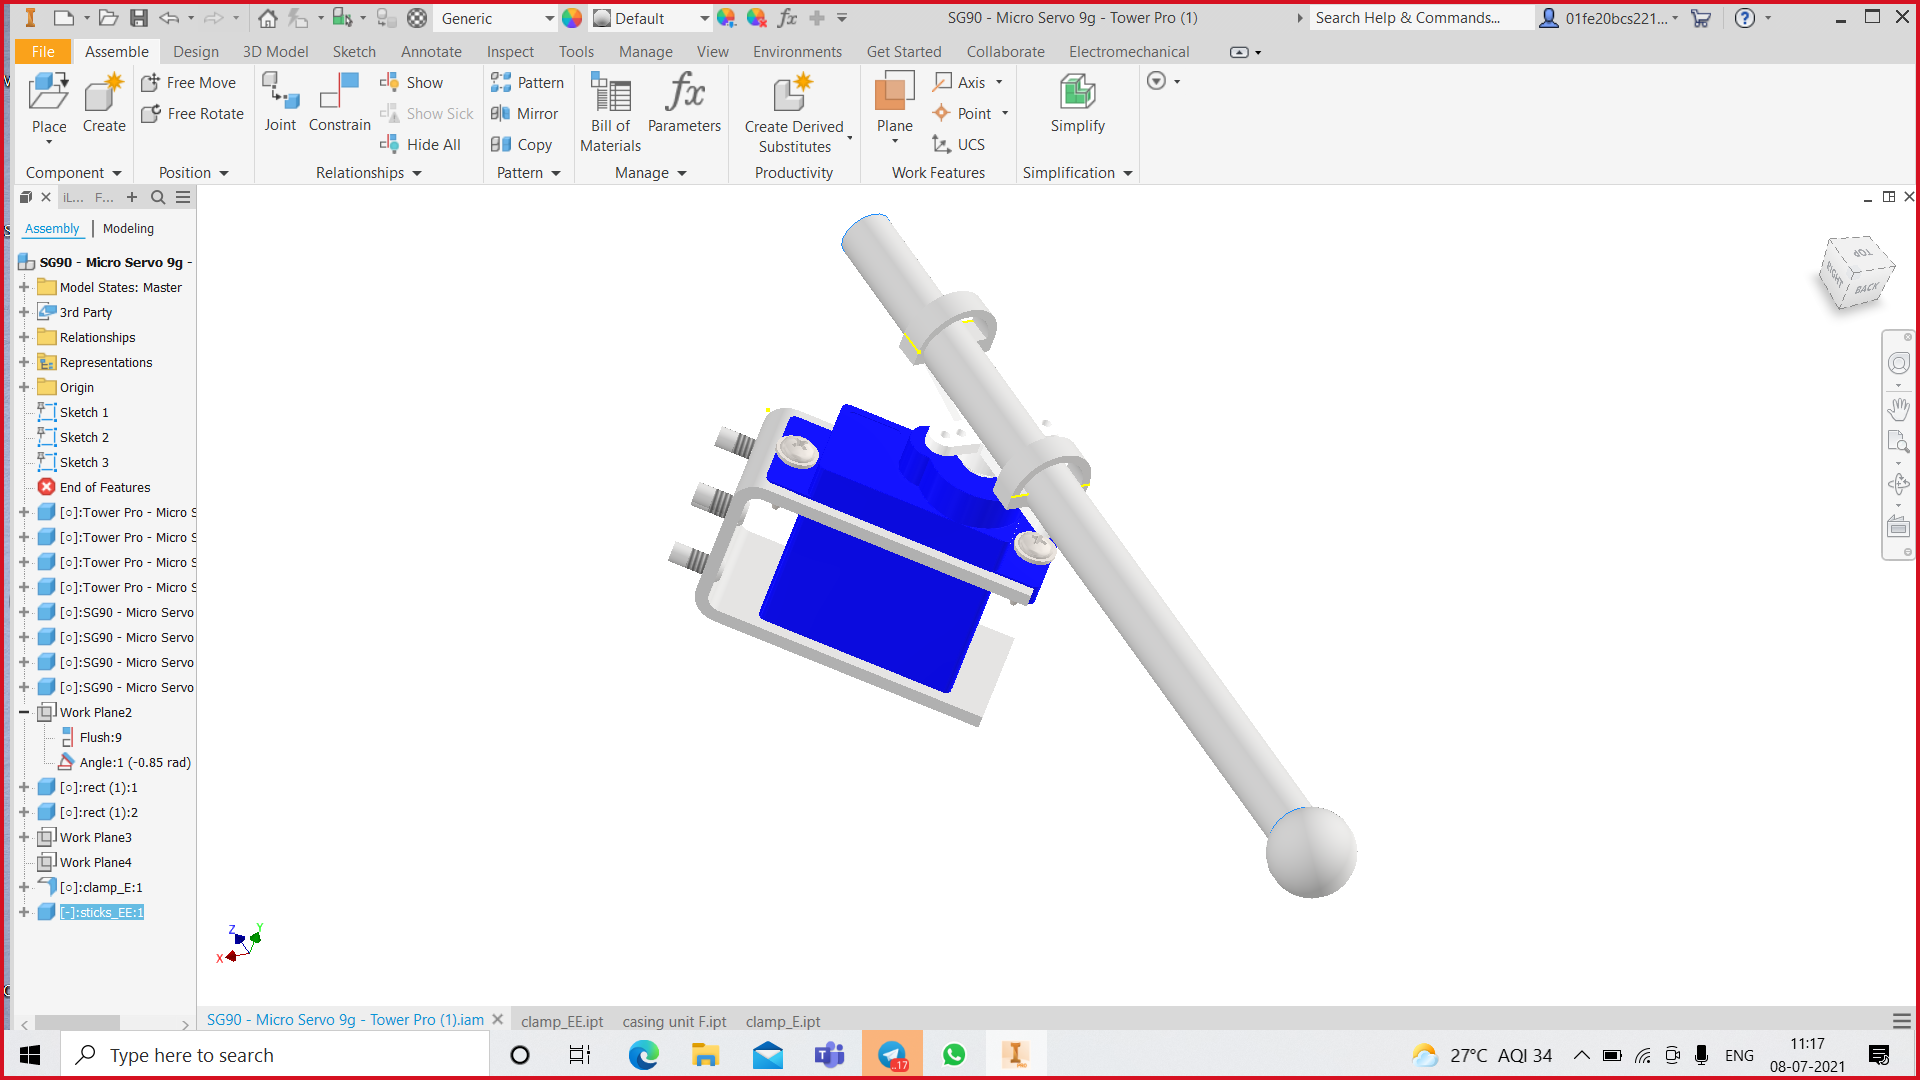 Generic
Default
fx
SG90 - Micro Servo 9g - Tower Pro (1)
Search Help & Commands...
01fe20bcs221...
File
Assemble
Design
3D Model
Sketch
Annotate
Inspect
Tools
Manage
View
Environments
Get Started
Collaborate
Electromechanical
Place
Create
Free Move
Free Rotate
Joint
Constrain
Show
Show Sick
Hide All
Pattern
Mirror
Copy
Bill of
Materials
fx
Parameters
Create Derived
Substitutes
Plane
Axis
Point
UCS
Simplify
Component
Position
Relationships
Pattern
Manage
Productivity
Work Features
Simplification
iL...
F...
Assembly
Modeling
SG90 - Micro Servo 9g -
Model States: Master
3rd Party
Relationships
Representations
Origin
Sketch 1
Sketch 2
Sketch 3
End of Features
[○]:Tower Pro - Micro S
[○]:Tower Pro - Micro S
[○]:Tower Pro - Micro S
[○]:Tower Pro - Micro S
[○]:SG90 - Micro Servo
[○]:SG90 - Micro Servo
[○]:SG90 - Micro Servo
[○]:SG90 - Micro Servo
Work Plane2
Flush:9
Angle:1 (-0.85 rad)
[○]:rect (1):1
[○]:rect (1):2
Work Plane3
Work Plane4
[○]:clamp_E:1
[-]:sticks_EE:1
TOP
RIGHT
BACK
Z
Y
X
SG90 - Micro Servo 9g - Tower Pro (1).iam
clamp_EE.ipt
casing unit F.ipt
clamp_E.ipt
Type here to search
27°C AQI 34
ENG
11:17
08-07-2021